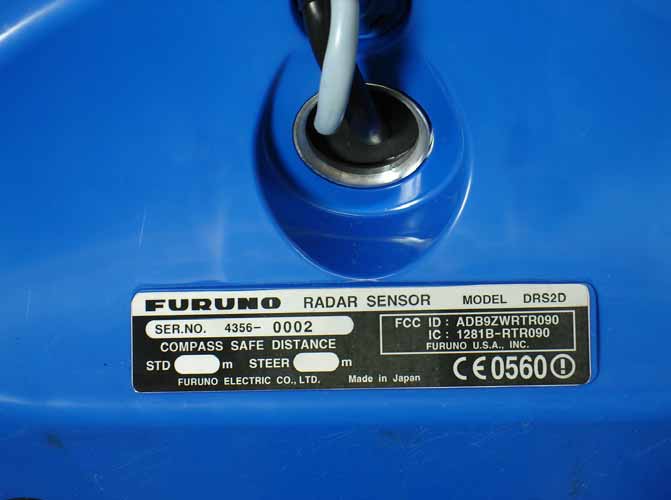 FURUNO RADAR SENSOR MODEL DRS2D
SER.NO. 4356- 0002
COMPASS SAFE DISTANCE
STD m STEER m
FURUNO ELECTRIC CO., LTD. Made in Japan
FCC ID : ADB9ZWRTR090
IC : 1281B-RTR090
FURUNO U.S.A., INC.
CE0560!